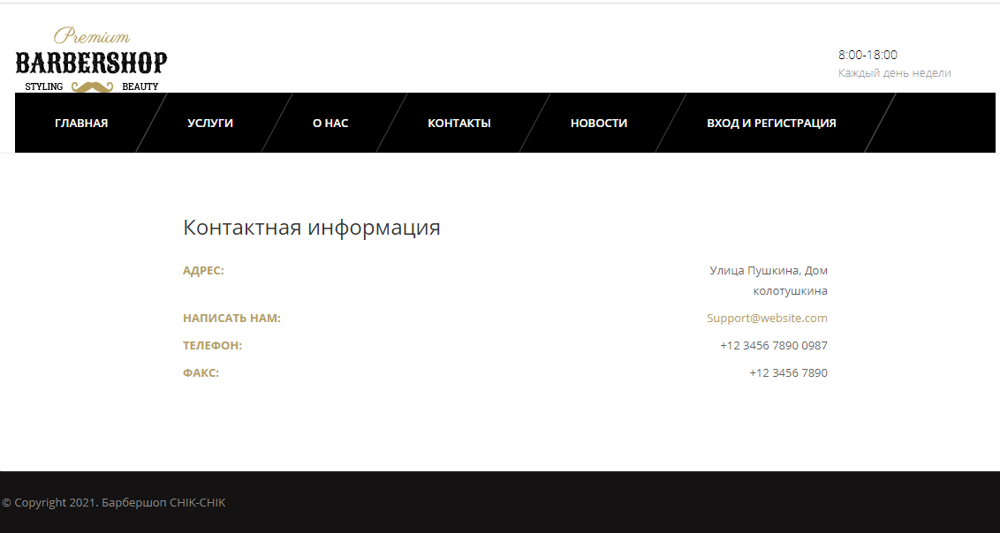 Premium
BARBERSHOP
STYLING BEAUTY
8:00-18:00
Каждый день недели
ГЛАВНАЯ УСЛУГИ О НАС КОНТАКТЫ НОВОСТИ ВХОД И РЕГИСТРАЦИЯ
Контактная информация
АДРЕС: Улица Пушкина, Дом
колотушкина
НАПИСАТЬ НАМ: Support@website.com
ТЕЛЕФОН: +12 3456 7890 0987
ФАКС: +12 3456 7890
© Copyright 2021. Барбершоп CHIK-CHIK